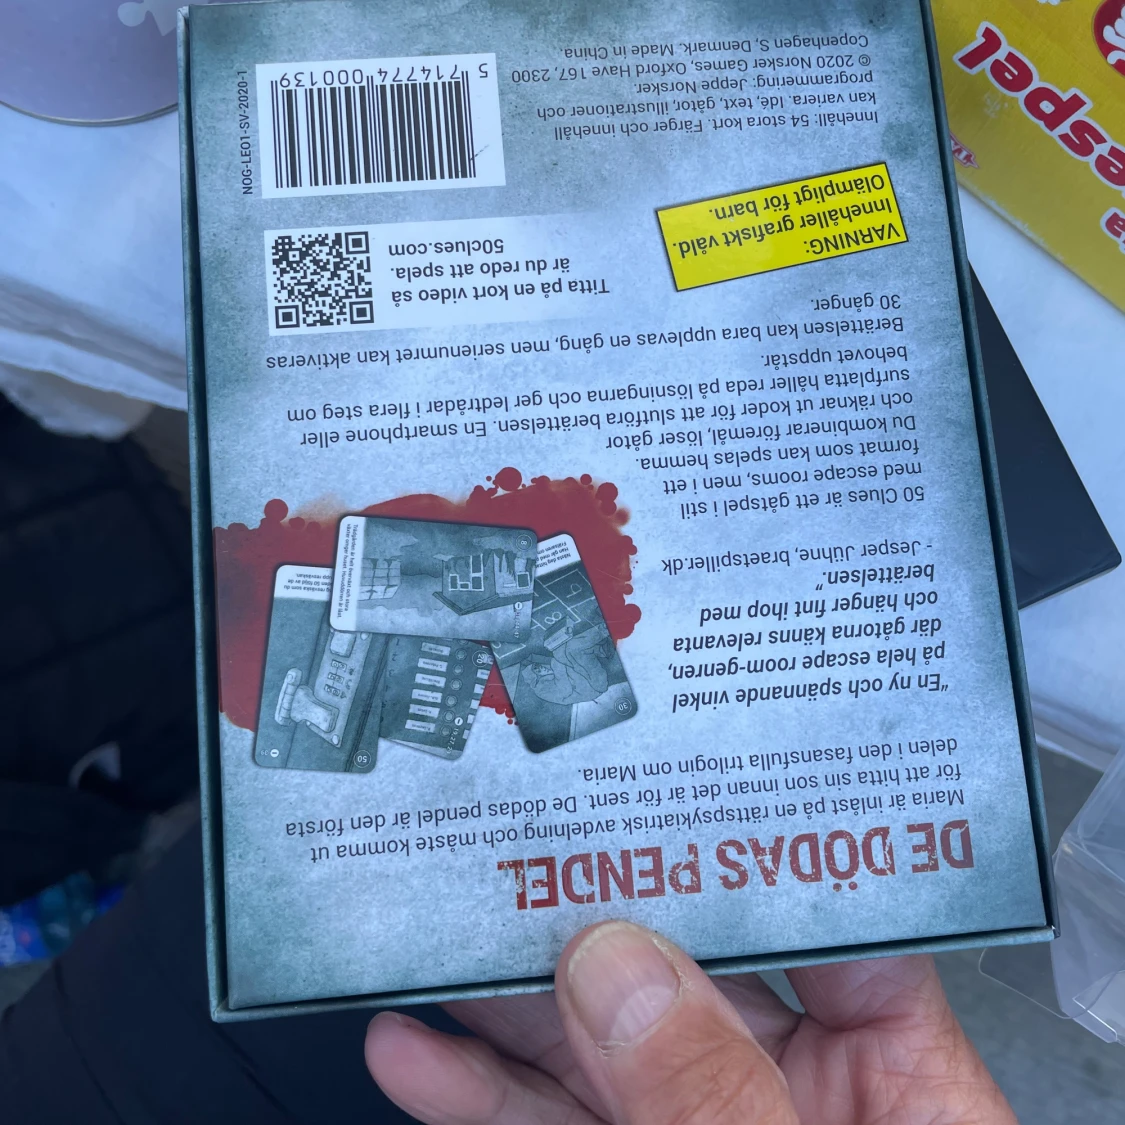 DE DÖDAS PENDEL
Maria är inlåst på en rättspsykiatrisk avdelning och måste komma ut
för att hitta sin son innan det är för sent. De dödas pendel är den första
delen i den fasansfulla trilogin om Maria.
"En ny och spännande vinkel
på hela escape room-genren,
där gåtorna känns relevanta
och hänger fint ihop med
berättelsen."
- Jesper Jühne, braetspiller.dk
50 Clues är ett gåtspel i stil
med escape rooms, men i ett
format som kan spelas hemma.
Du kombinerar föremål, löser gåtor
och räknar ut koder för att slutföra berättelsen. En smartphone eller
surfplatta håller reda på lösningarna och ger ledtrådar i flera steg om
behovet uppstår.
Berättelsen kan bara upplevas en gång, men serienumret kan aktiveras
30 gånger.
VARNING:
Innehåller grafiskt våld.
Olämpligt för barn.
Titta på en kort video så
är du redo att spela.
50clues.com
Innehåll: 54 stora kort. Färger och innehåll
kan variera. Idé, text, gåtor, illustrationer och
programmering: Jeppe Norsker.
© 2020 Norsker Games, Oxford Have 167, 2300
Copenhagen S, Denmark. Made in China.
5 714774 000139
NOG-LE01-SV-2020-1
30
8
50
espel